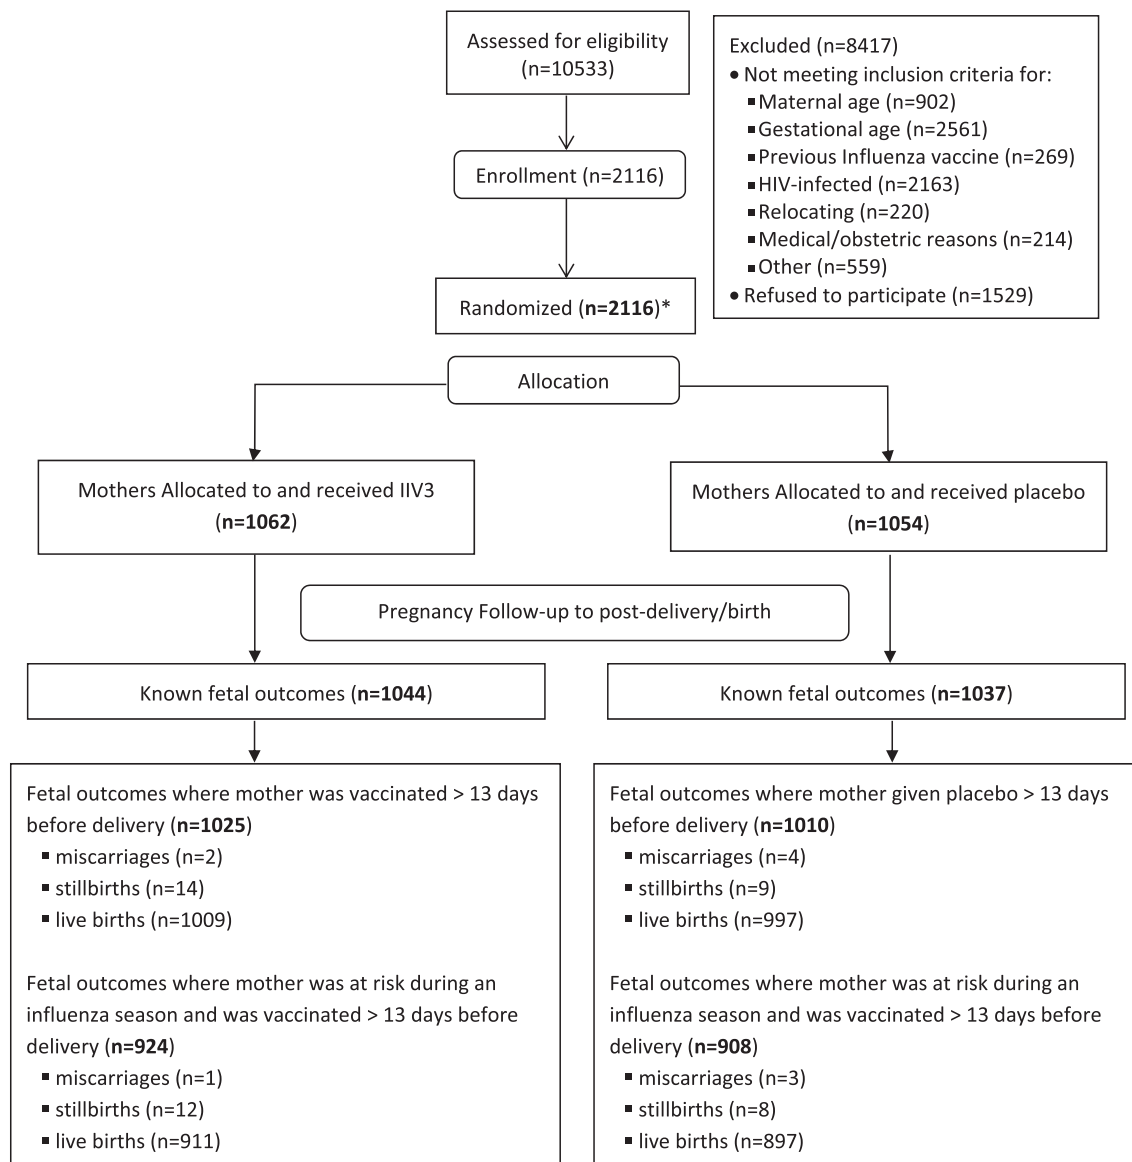 Assessed for eligibility
(n=10533)
Excluded (n=8417)
• Not meeting inclusion criteria for:
▪ Maternal age (n=902)
▪ Gestational age (n=2561)
▪ Previous Influenza vaccine (n=269)
▪ HIV-infected (n=2163)
▪ Relocating (n=220)
▪ Medical/obstetric reasons (n=214)
▪ Other (n=559)
• Refused to participate (n=1529)
Enrollment (n=2116)
Randomized (n=2116)*
Allocation
Mothers Allocated to and received IIV3
(n=1062)
Mothers Allocated to and received placebo
(n=1054)
Pregnancy Follow-up to post-delivery/birth
Known fetal outcomes (n=1044)
Known fetal outcomes (n=1037)
Fetal outcomes where mother was vaccinated > 13 days
before delivery (n=1025)
▪ miscarriages (n=2)
▪ stillbirths (n=14)
▪ live births (n=1009)
Fetal outcomes where mother was at risk during an
influenza season and was vaccinated > 13 days before
delivery (n=924)
▪ miscarriages (n=1)
▪ stillbirths (n=12)
▪ live births (n=911)
Fetal outcomes where mother given placebo > 13 days
before delivery (n=1010)
▪ miscarriages (n=4)
▪ stillbirths (n=9)
▪ live births (n=997)
Fetal outcomes where mother was at risk during an
influenza season and was vaccinated > 13 days before
delivery (n=908)
▪ miscarriages (n=3)
▪ stillbirths (n=8)
▪ live births (n=897)